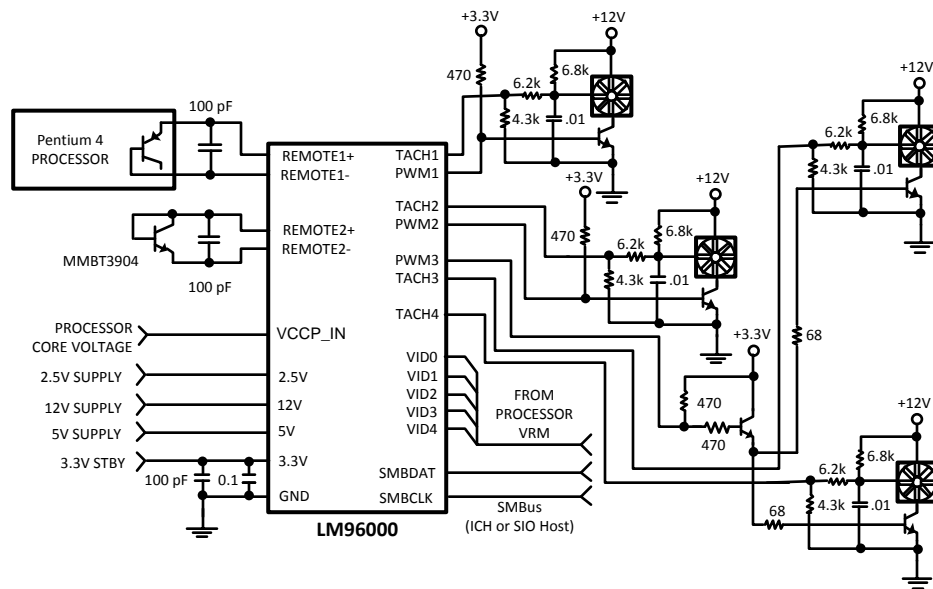 +3.3V
+12V
470
6.2k
6.8k
4.3k
.01
+12V
6.2k
6.8k
4.3k
.01
100 pF
Pentium 4
PROCESSOR
REMOTE1+
REMOTE1-
TACH1
PWM1
+3.3V
+12V
470
6.2k
6.8k
4.3k
.01
REMOTE2+
REMOTE2-
TACH2
PWM2
MMBT3904
100 pF
PWM3
TACH3
TACH4
68
+3.3V
PROCESSOR
CORE VOLTAGE
VCCP_IN
VID0
VID1
VID2
VID3
VID4
FROM
PROCESSOR
VRM
2.5V SUPPLY
2.5V
12V SUPPLY
12V
5V SUPPLY
5V
3.3V STBY
3.3V
470
470
+12V
6.2k
6.8k
4.3k
.01
68
100 pF
0.1
GND
SMBDAT
SMBCLK
SMBus
(ICH or SIO Host)
LM96000